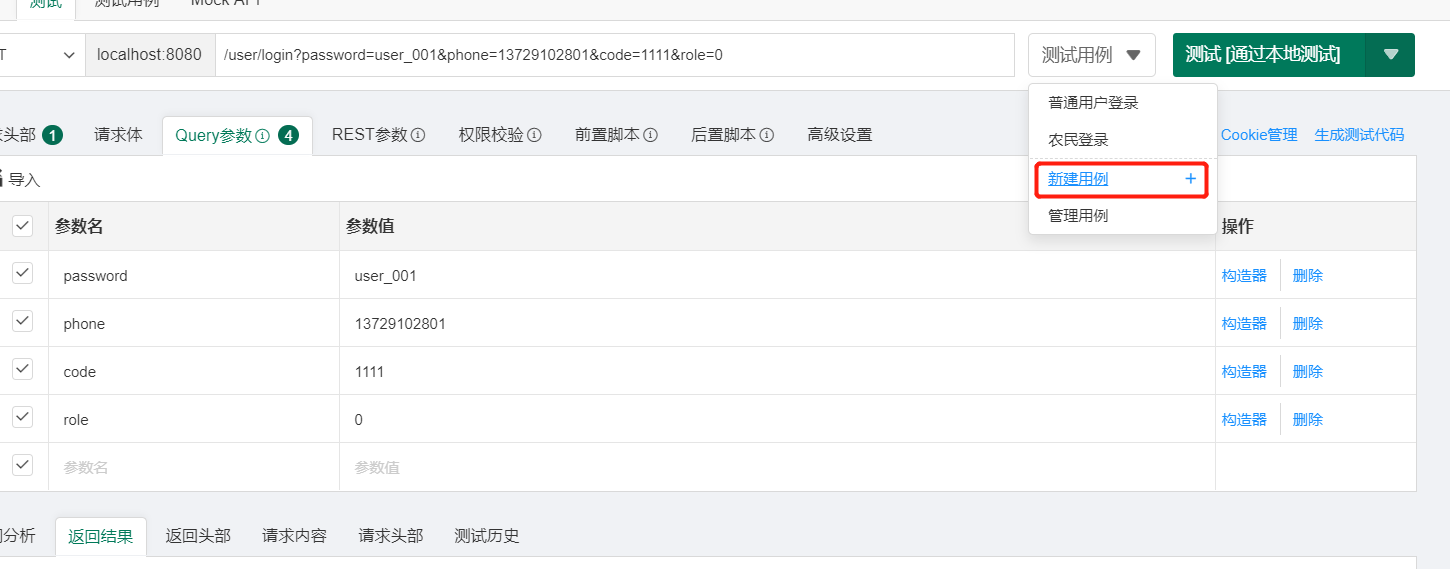 测试 测试用例 Mock API
localhost:8080 /user/login?password=user_001&phone=13729102801&code=1111&role=0 测试用例 测试 [通过本地测试]
普通用户登录
农民登录
新建用例 +
管理用例
头部 1 请求体 Query参数 4 REST参数 权限校验 前置脚本 后置脚本 高级设置 Cookie管理 生成测试代码
导入
参数名 参数值 操作
password user_001 构造器 删除
phone 13729102801 构造器 删除
code 1111 构造器 删除
role 0 构造器 删除
参数名 参数值
分析 返回结果 返回头部 请求内容 请求头部 测试历史